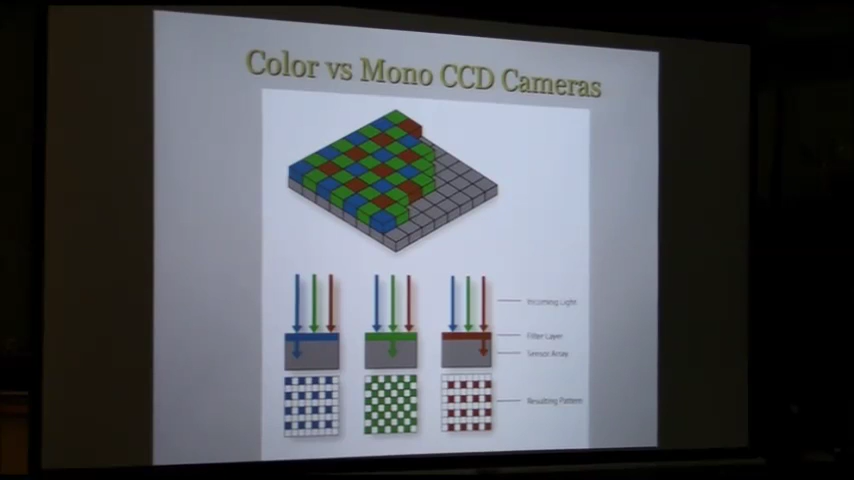 Color vs Mono CCD Cameras
Incoming Light
Filter Layer
Sensor Array
Resulting Pattern